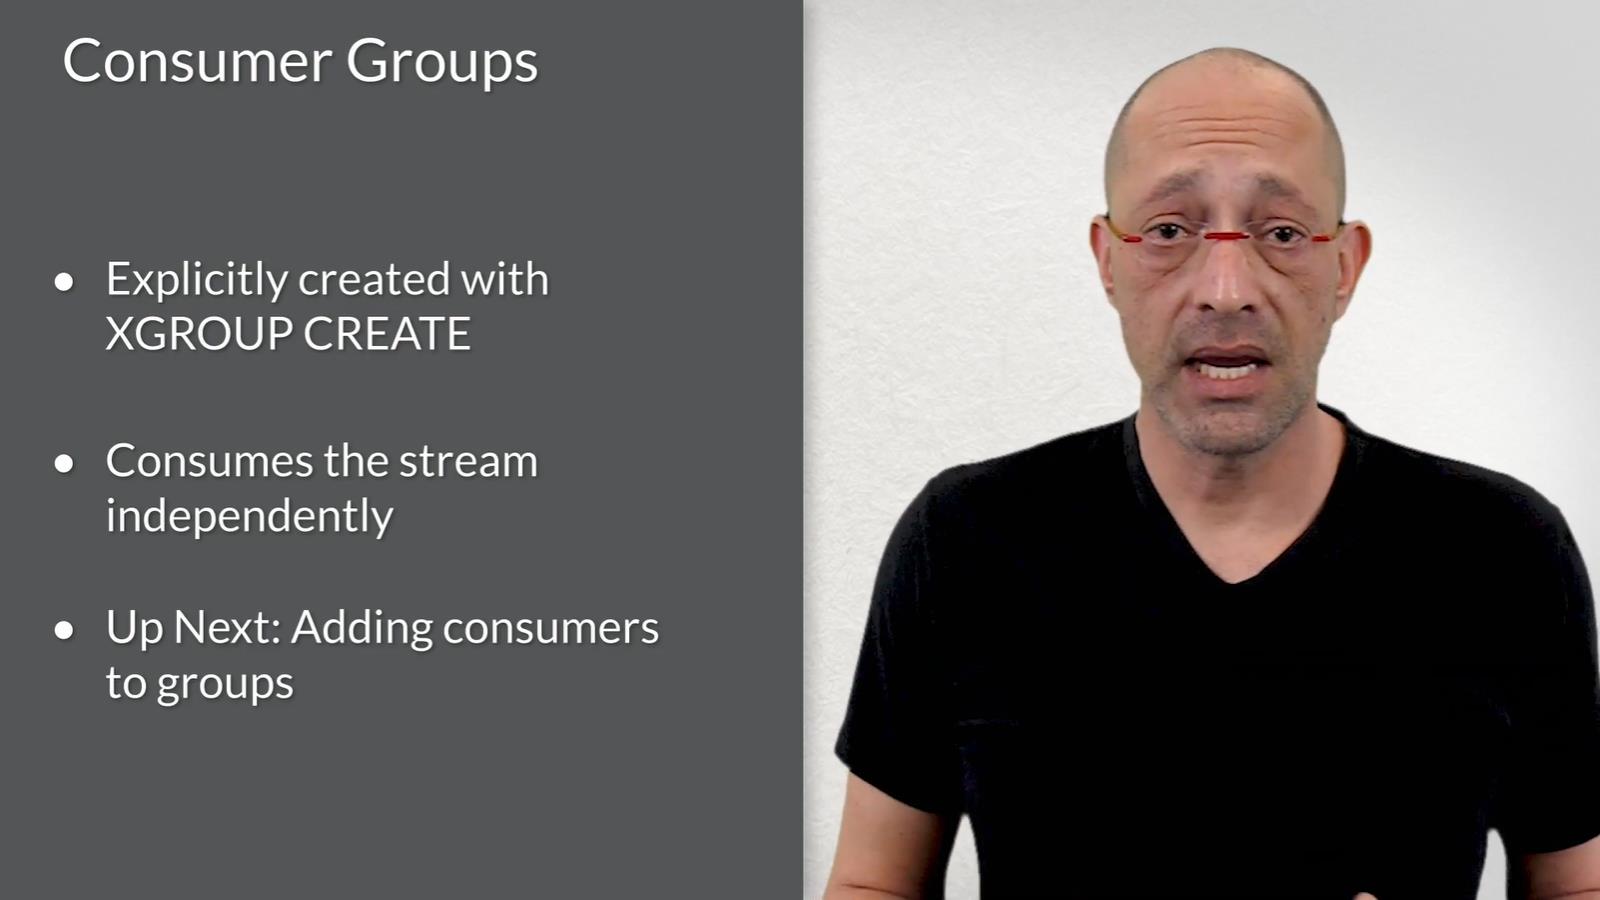 Consumer Groups
● Explicitly created with
XGROUP CREATE
● Consumes the stream
independently
● Up Next: Adding consumers
to groups